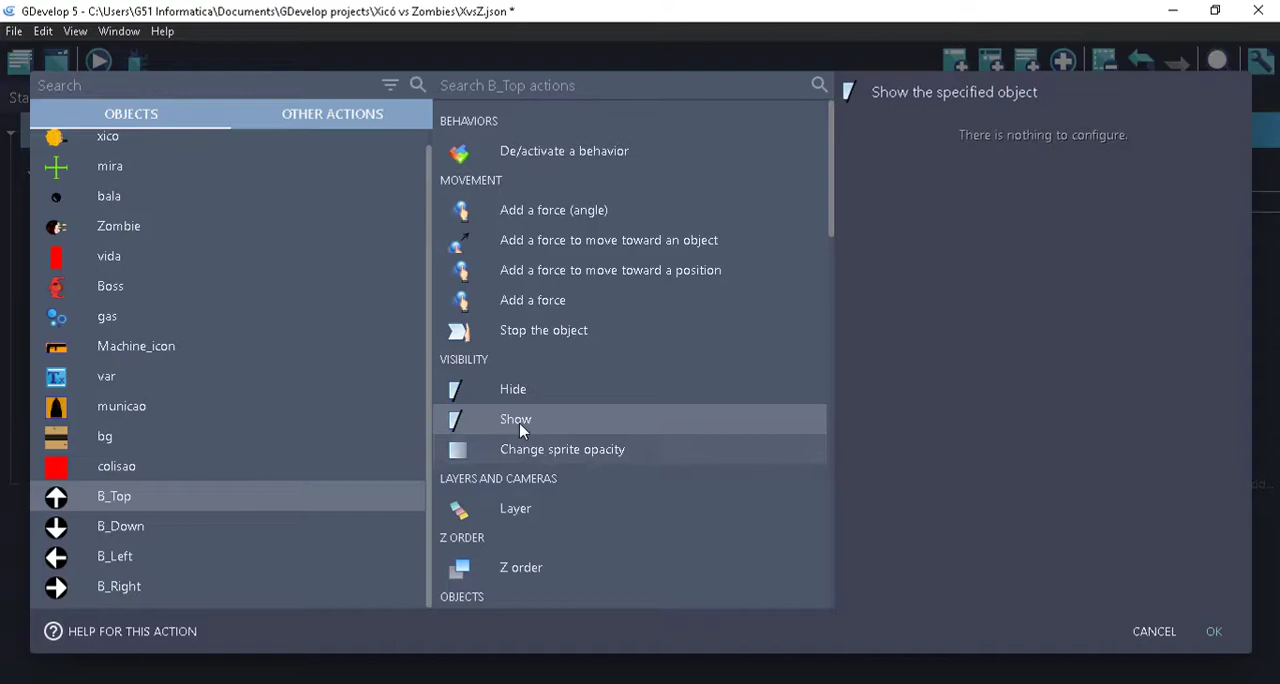 GDevelop 5 - C:\Users\G51 Informatica\Documents\GDevelop projects\Xicó vs Zombies\XvsZ.json *
File Edit View Window Help
Sta
Search
Search B_Top actions
Show the specified object
OBJECTS
OTHER ACTIONS
There is nothing to configure.
xico
mira
bala
Zombie
vida
Boss
gas
Machine_icon
var
municao
bg
colisao
B_Top
B_Down
B_Left
B_Right
BEHAVIORS
De/activate a behavior
MOVEMENT
Add a force (angle)
Add a force to move toward an object
Add a force to move toward a position
Add a force
Stop the object
VISIBILITY
Hide
Show
Change sprite opacity
LAYERS AND CAMERAS
Layer
Z ORDER
Z order
OBJECTS
HELP FOR THIS ACTION
CANCEL
OK